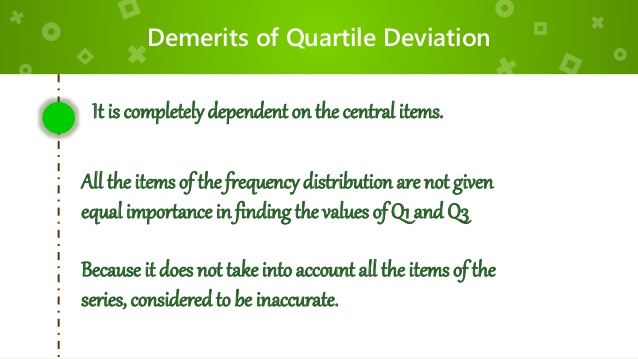 Demerits of Quartile Deviation
It is completely dependent on the central items.
All the items of the frequency distribution are not given
equal importance in finding the values of Q1 and Q3
Because it does not take into account all the items of the
series, considered to be inaccurate.